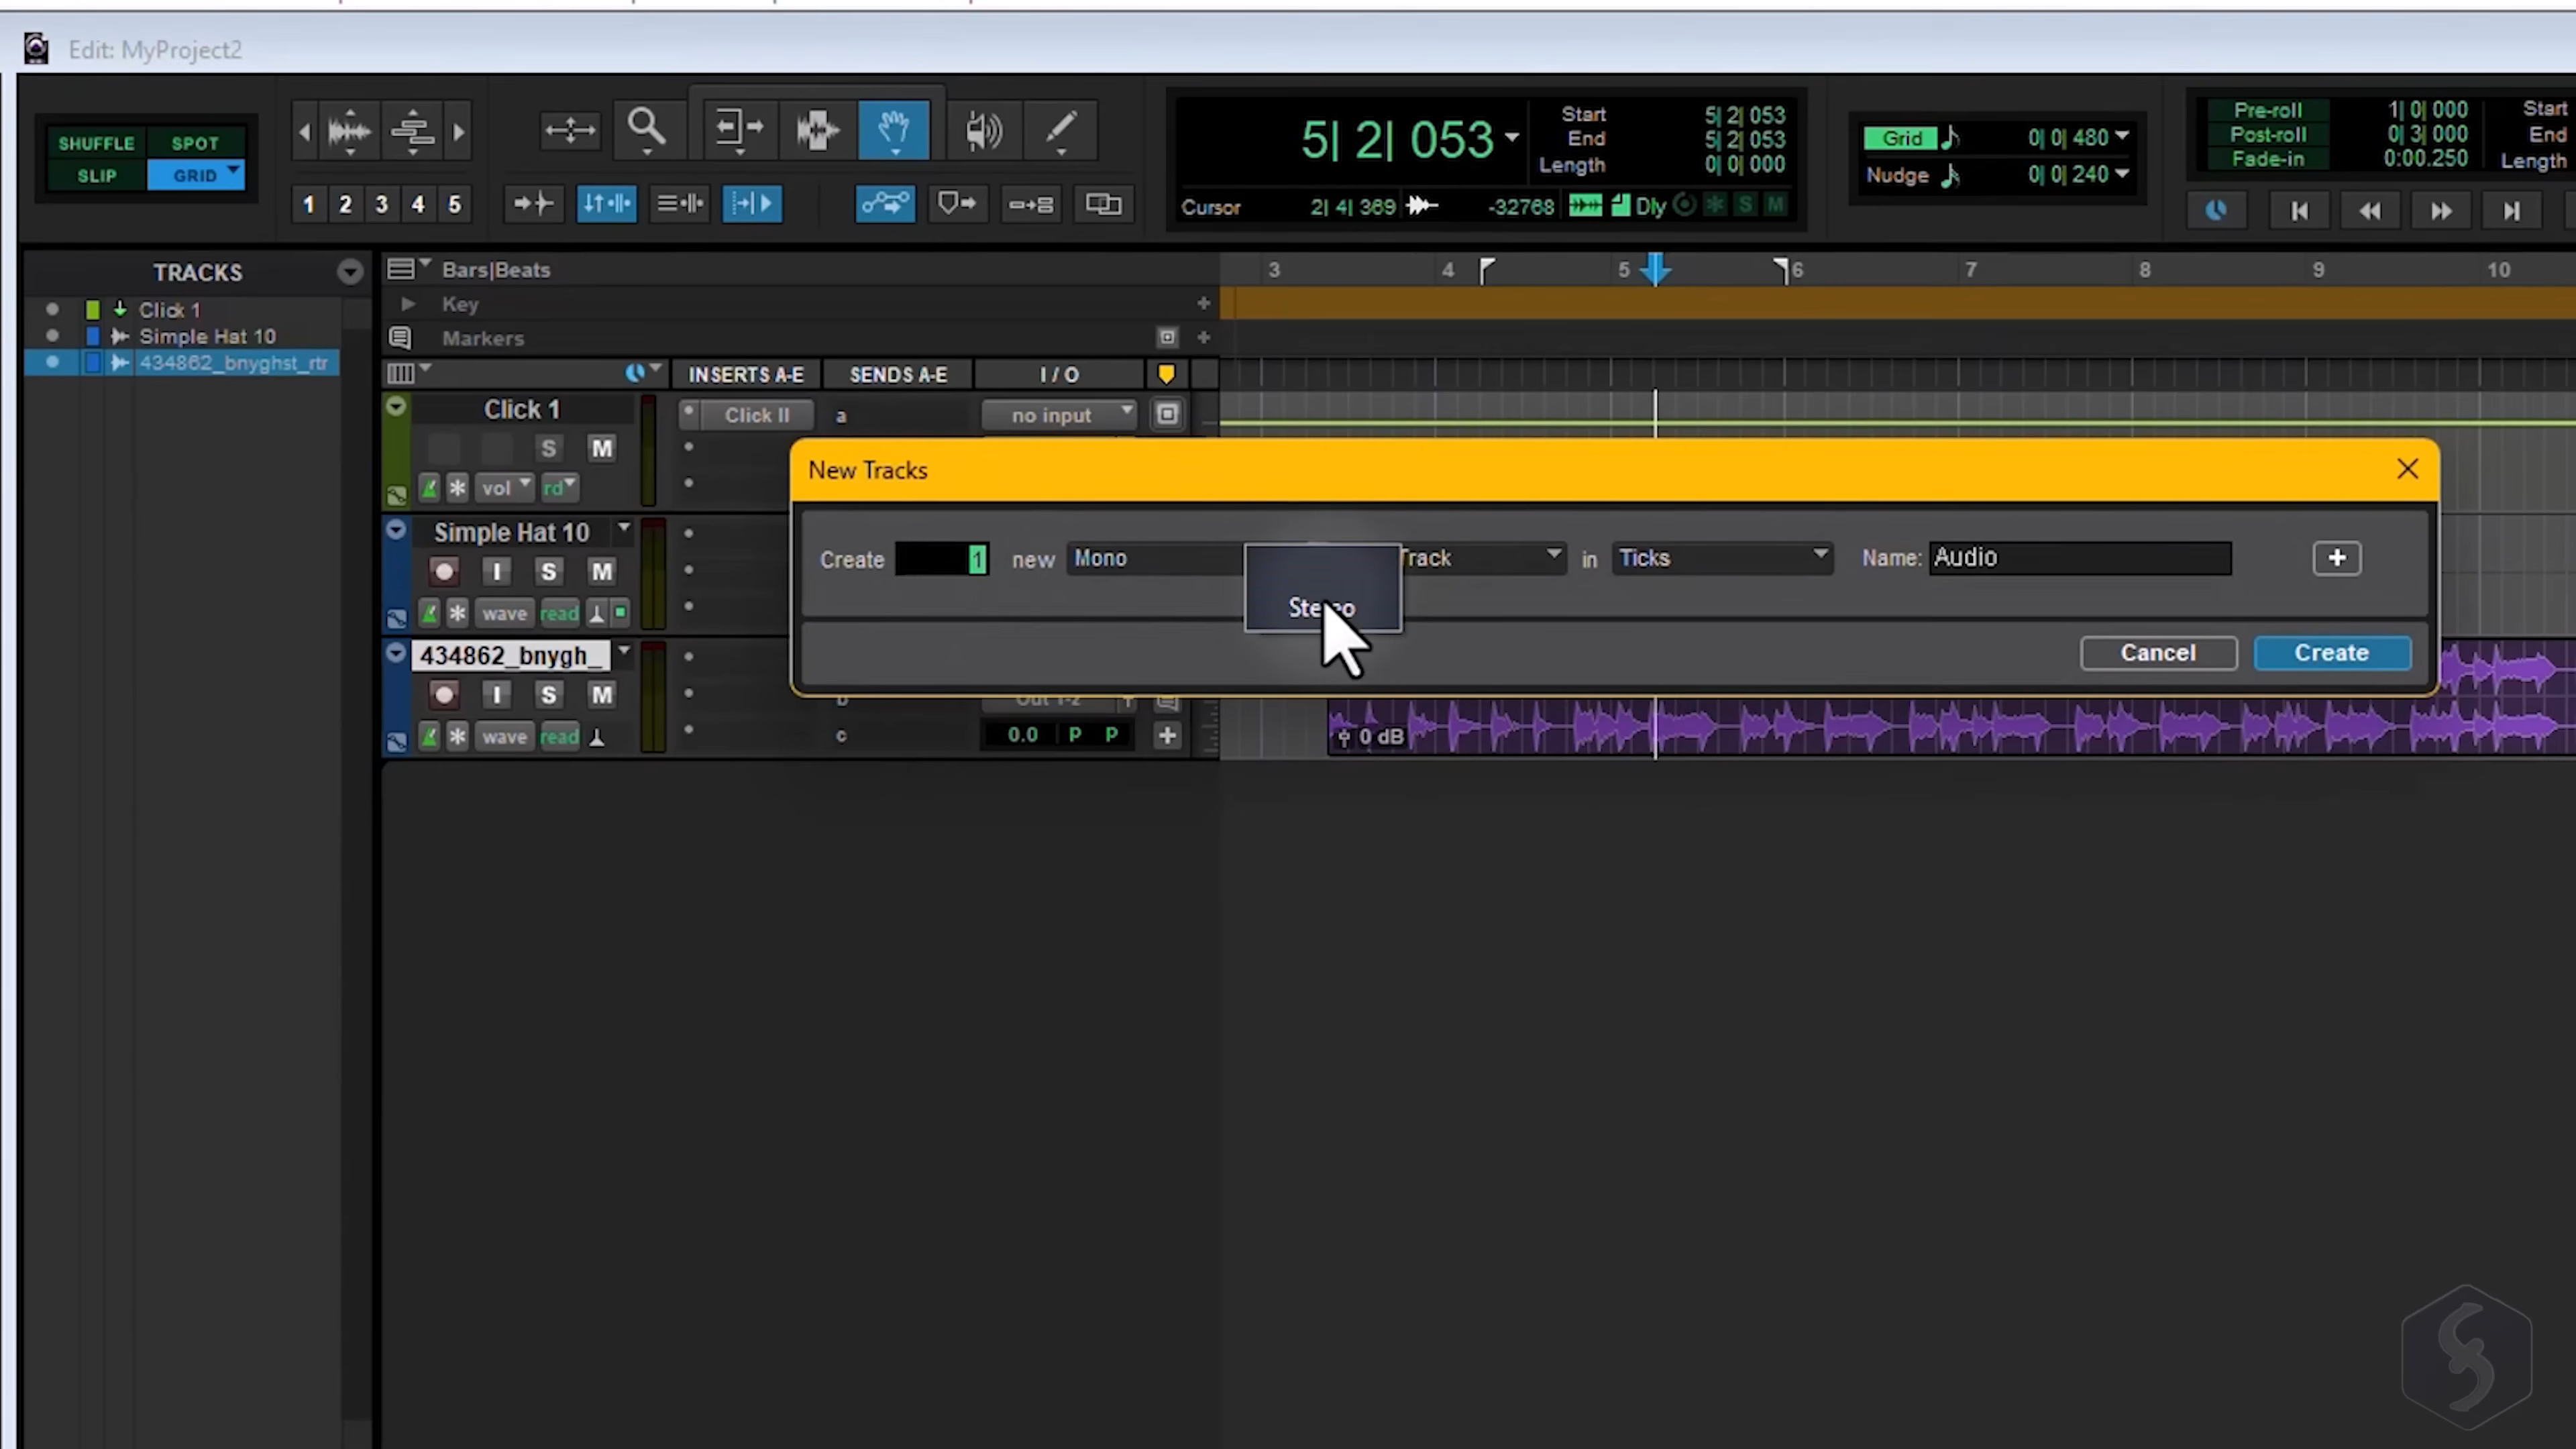 Edit: MyProject2
SHUFFLE SPOT
SLIP GRID
1 2 3 4 5
5| 2| 053
Start 5| 2| 053
End 5| 2| 053
Length 0| 0| 000
Cursor 2| 4| 369 -32768 Dly S M
Grid 0| 0| 480
Nudge 0| 0| 240
Pre-roll 1| 0| 000 Start
Post-roll 0| 3| 000 End
Fade-in 0:00.250 Length
TRACKS
Click 1
Simple Hat 10
434862_bnyghst_rtr
Bars|Beats 3 4 5 6 7 8 9 10
Key
Markers
INSERTS A-E SENDS A-E I / O
Click 1 Click II a no input
S M
vol rd
Simple Hat 10
I S M
wave read
434862_bnygh_
I S M
b Out 1-2
wave read c 0.0 P P 0 dB
New Tracks
Create 1 new Mono Track in Ticks Name: Audio
Stereo
Cancel Create